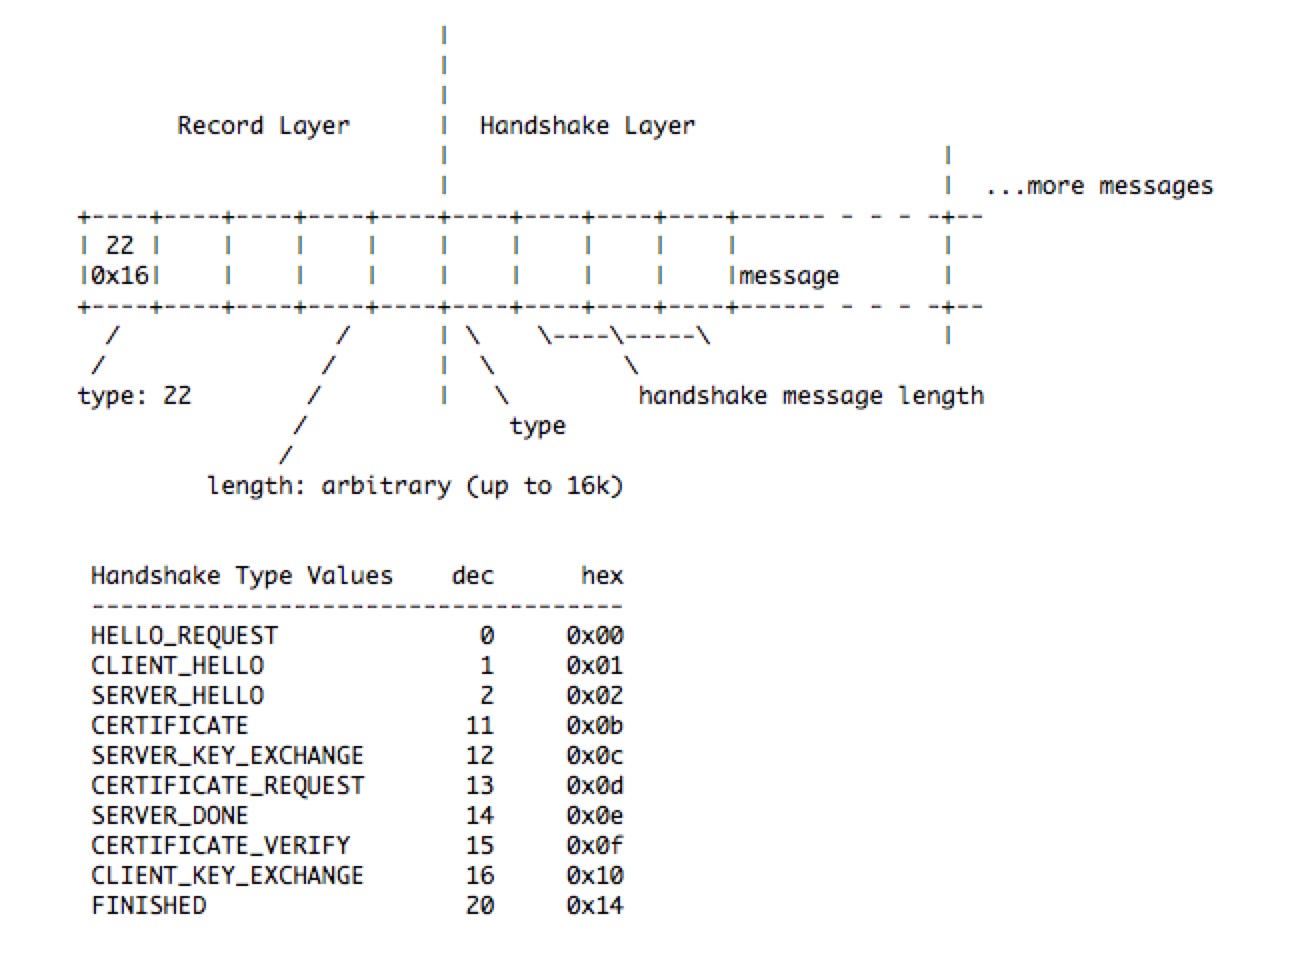 |
                         |
                         |
       Record Layer      |  Handshake Layer
                         |                                  |
                         |                                  |  ...more messages
+----+----+----+----+----+----+----+----+----+------ - - - -+--
| 22 |    |    |    |    |    |    |    |    |              |
|0x16|    |    |    |    |    |    |    |    |message       |
+----+----+----+----+----+----+----+----+----+------ - - - -+--
  /               /      | \    \----\-----\                |
 /               /       |  \         \
type: 22        /        |   \         handshake message length
               /              type
              /
         length: arbitrary (up to 16k)
Handshake Type Values    dec      hex
-------------------------------------
HELLO_REQUEST              0     0x00
CLIENT_HELLO               1     0x01
SERVER_HELLO               2     0x02
CERTIFICATE               11     0x0b
SERVER_KEY_EXCHANGE       12     0x0c
CERTIFICATE_REQUEST       13     0x0d
SERVER_DONE               14     0x0e
CERTIFICATE_VERIFY        15     0x0f
CLIENT_KEY_EXCHANGE       16     0x10
FINISHED                  20     0x14